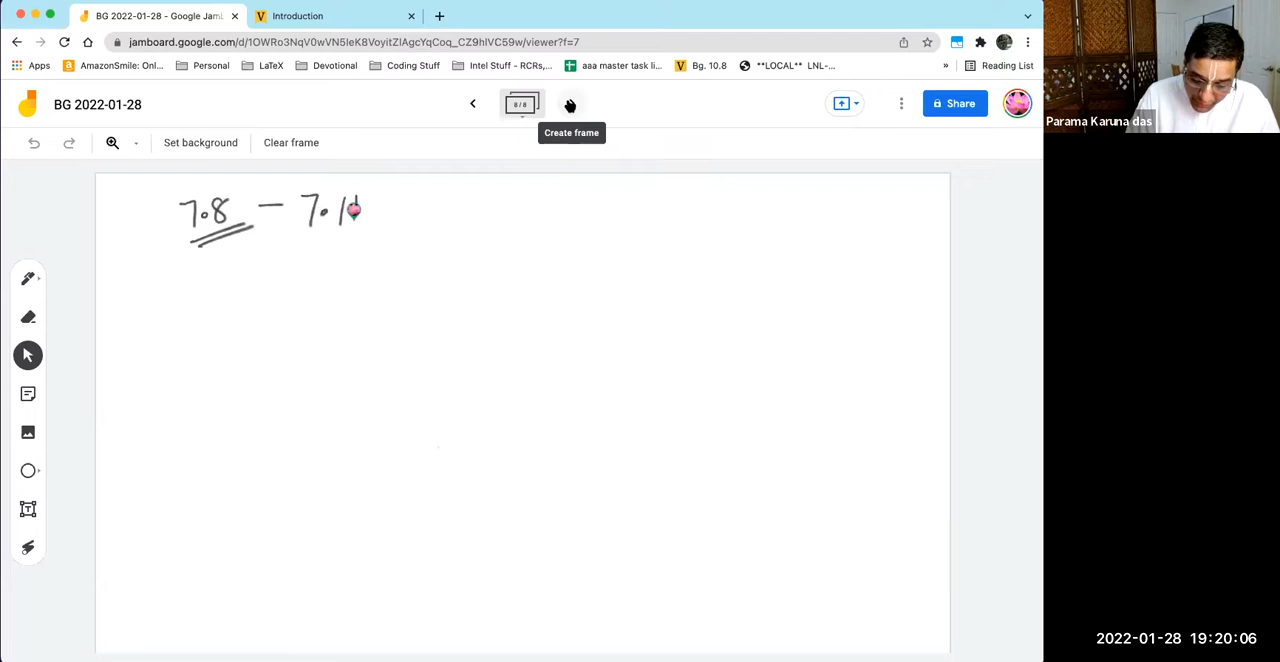 BG 2022-01-28 - Google Jam
Introduction
jamboard.google.com/d/1OWRo3NqV0wVN5leK8VoyitZlAgcYqCoq_CZ9hIVC59w/viewer?f=7
Apps
AmazonSmile: Onl...
Personal
LaTeX
Devotional
Coding Stuff
Intel Stuff - RCRs,...
aaa master task li...
Bg. 10.8
**LOCAL** LNL-...
»
Reading List
BG 2022-01-28
8 / 8
Share
Create frame
Set background
Clear frame
7.8 — 7.1
Parama Karuna das
2022-01-28 19:20:06